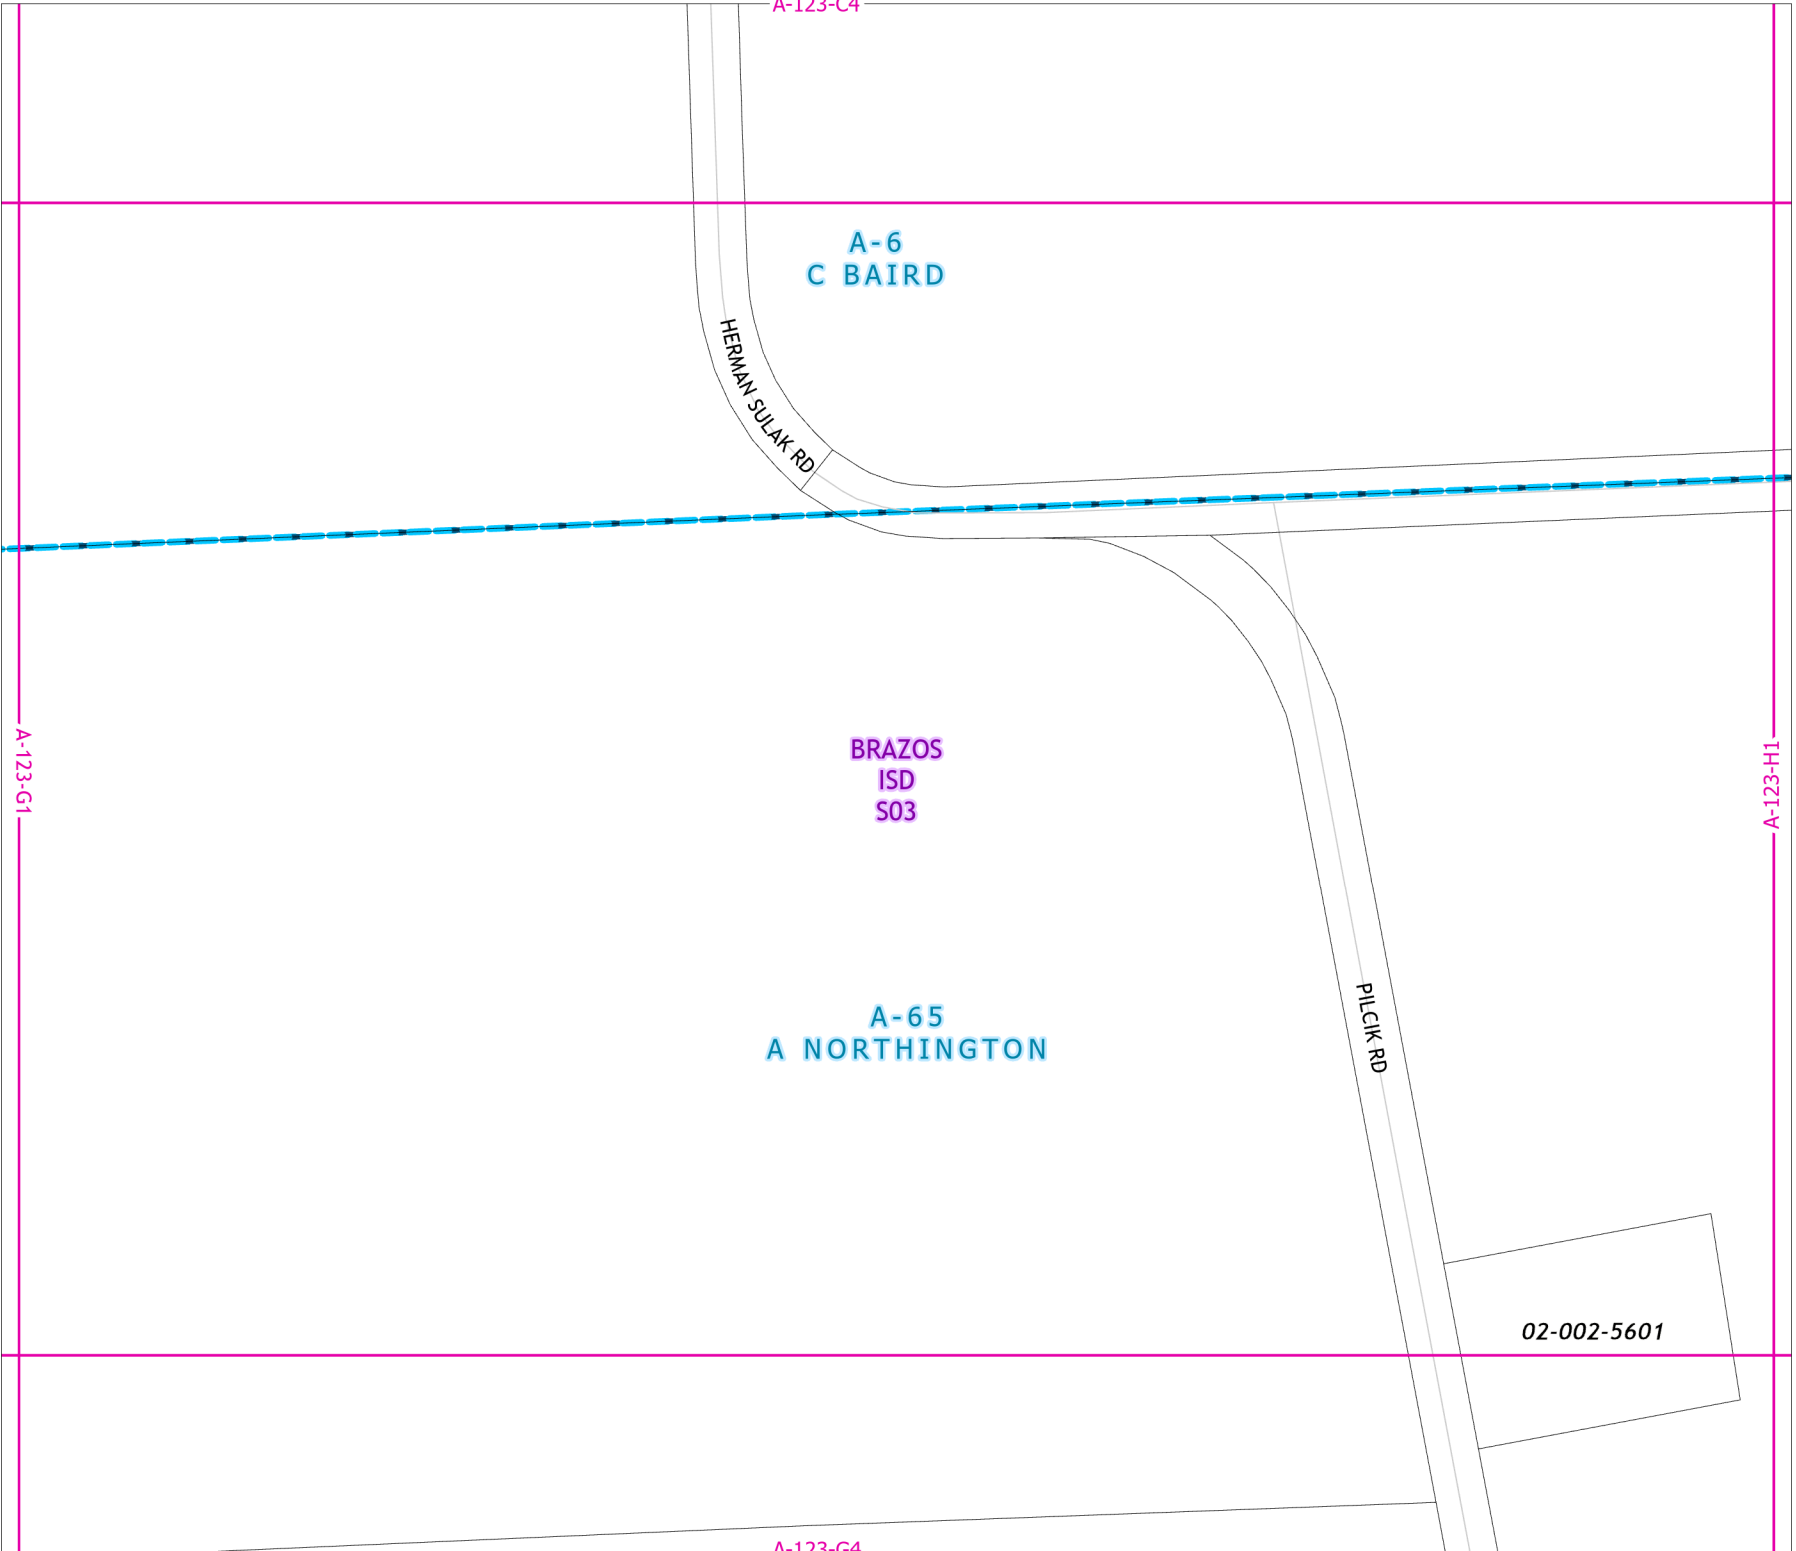 A-123-C4
A-6
C BAIRD
HERMAN SULAK RD
A-123-G1
BRAZOS
ISD
S03
A-123-H1
A-65
A NORTHINGTON
PILCIK RD
02-002-5601
A-123-G4